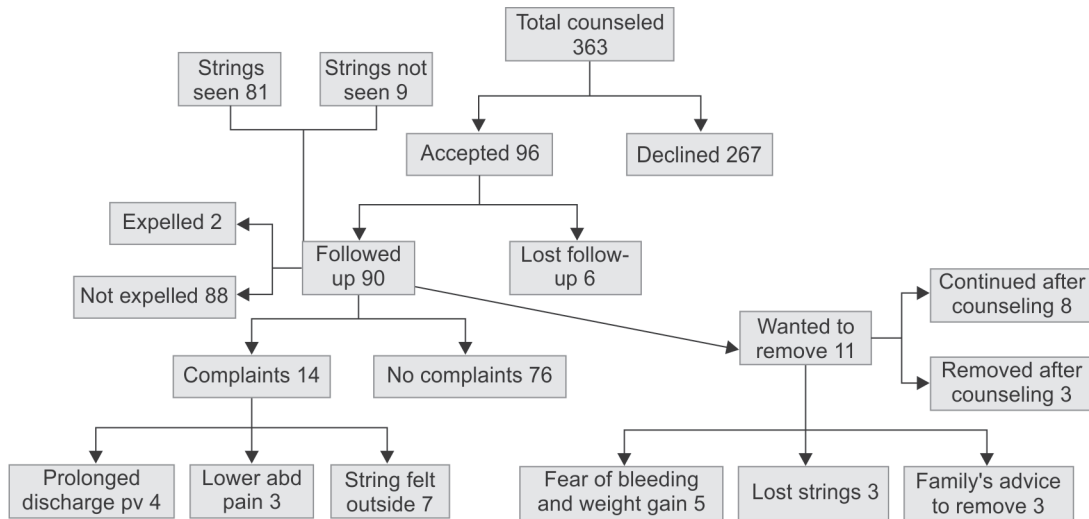 Total counseled
363
Strings
seen 81
Strings not
seen 9
Accepted 96
Declined 267
Expelled 2
Not expelled 88
Followed
up 90
Lost follow-
up 6
Continued after
counseling 8
Wanted to
remove 11
Removed after
counseling 3
Complaints 14
No complaints 76
Prolonged
discharge pv 4
Lower abd
pain 3
String felt
outside 7
Fear of bleeding
and weight gain 5
Lost strings 3
Family's advice
to remove 3